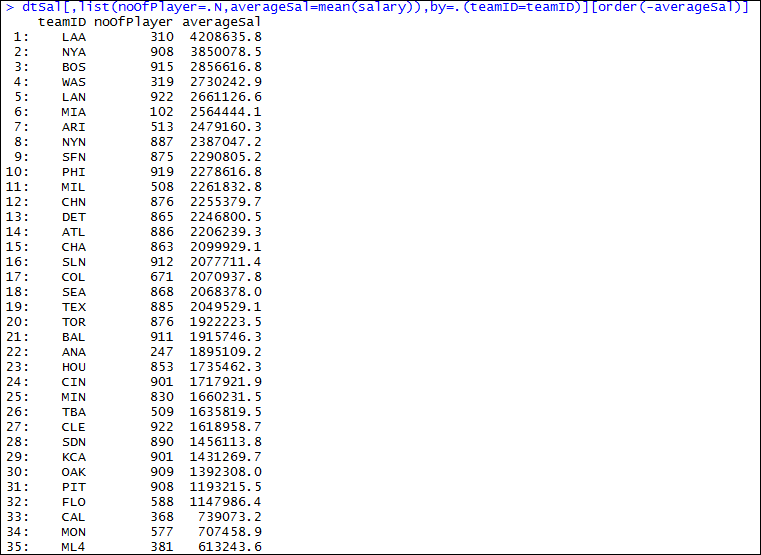 > dtSal[,list(noOfPlayer=.N,averageSal=mean(salary)),by=.(teamID=teamID)][order(-averageSal)]
teamID noOfPlayer averageSal
1: LAA 310 4208635.8
2: NYA 908 3850078.5
3: BOS 915 2856616.8
4: WAS 319 2730242.9
5: LAN 922 2661126.6
6: MIA 102 2564444.1
7: ARI 513 2479160.3
8: NYN 887 2387047.2
9: SFN 875 2290805.2
10: PHI 919 2278616.8
11: MIL 508 2261832.8
12: CHN 876 2255379.7
13: DET 865 2246800.5
14: ATL 886 2206239.3
15: CHA 863 2099929.1
16: SLN 912 2077711.4
17: COL 671 2070937.8
18: SEA 868 2068378.0
19: TEX 885 2049529.1
20: TOR 876 1922223.5
21: BAL 911 1915746.3
22: ANA 247 1895109.2
23: HOU 853 1735462.3
24: CIN 901 1717921.9
25: MIN 830 1660231.5
26: TBA 509 1635819.5
27: CLE 922 1618958.7
28: SDN 890 1456113.8
29: KCA 901 1431269.7
30: OAK 909 1392308.0
31: PIT 908 1193215.5
32: FLO 588 1147986.4
33: CAL 368 739073.2
34: MON 577 707458.9
35: ML4 381 613243.6